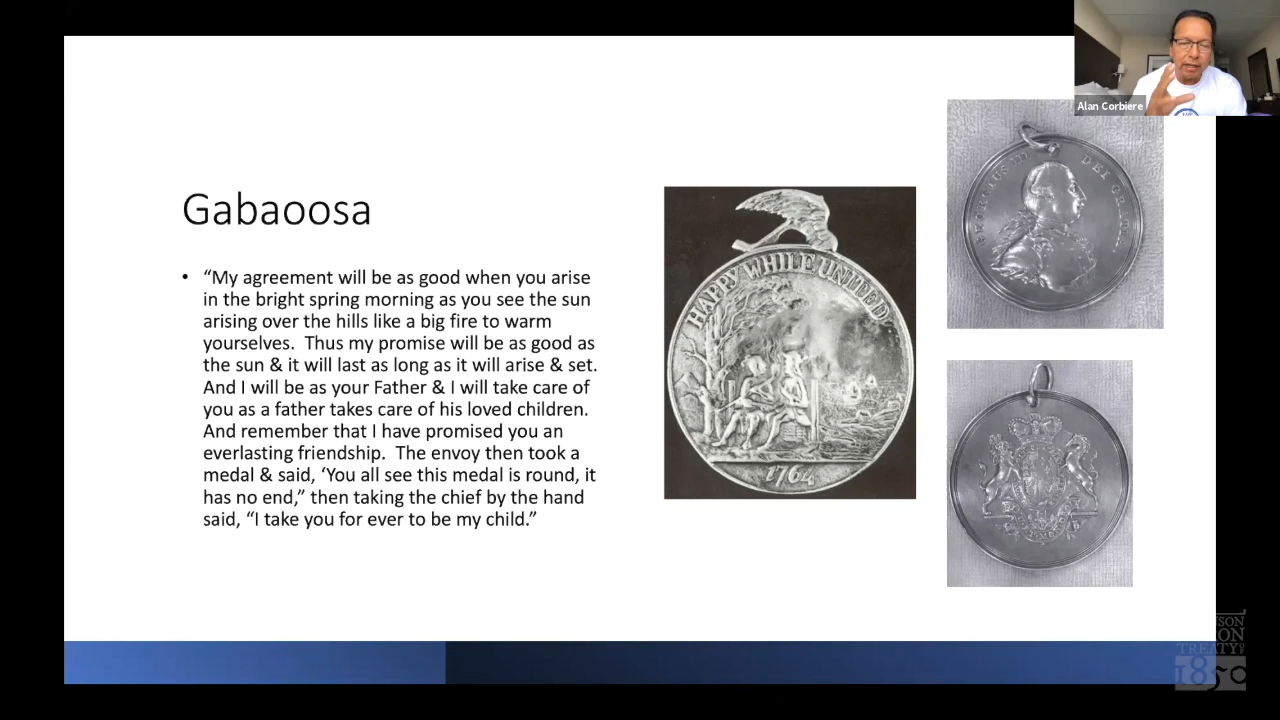 Alan Corbiere
Gabaoosa
• “My agreement will be as good when you arise
in the bright spring morning as you see the sun
arising over the hills like a big fire to warm
yourselves. Thus my promise will be as good as
the sun & it will last as long as it will arise & set.
And I will be as your Father & I will take care of
you as a father takes care of his loved children.
And remember that I have promised you an
everlasting friendship. The envoy then took a
medal & said, ‘You all see this medal is round, it
has no end,” then taking the chief by the hand
said, “I take you for ever to be my child.”
HAPPY WHILE UNITED
1764
DEI
TREATY
1850